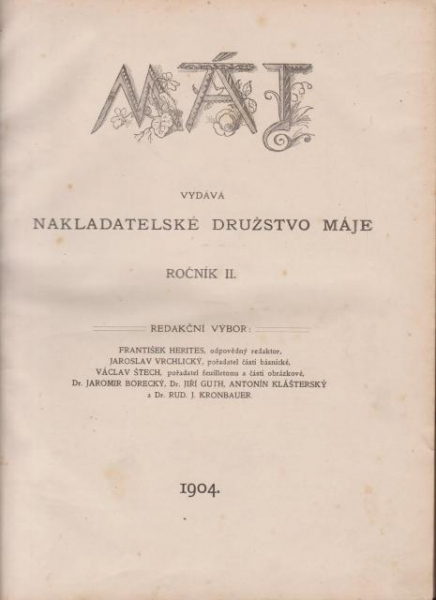 MÁJ
VYDÁVÁ
NAKLADATELSKÉ DRUŽSTVO MÁJE
ROČNÍK II.
REDAKČNÍ VÝBOR:
FRANTIŠEK HERITES, odpovědný redaktor,
JAROSLAV VRCHLICKÝ, pořadatel části básnické,
VÁCLAV ŠTECH, pořadatel feuilletonu a části obrázkové,
Dr. JAROMIR BORECKÝ, Dr. JIŘÍ GUTH, ANTONÍN KLÁŠTERSKÝ
a Dr. RUD. J. KRONBAUER.
1904.